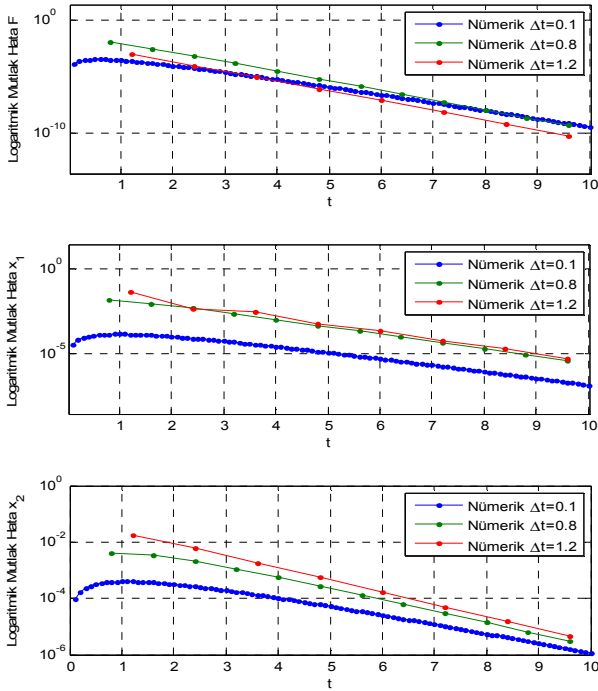 Logaritmik Mutlak Hata F
10^0
10^-10
Nümerik Δt=0.1
Nümerik Δt=0.8
Nümerik Δt=1.2
1 2 3 4 5 6 7 8 9 10
t
Logaritmik Mutlak Hata x_1
10^0
10^-5
Nümerik Δt=0.1
Nümerik Δt=0.8
Nümerik Δt=1.2
1 2 3 4 5 6 7 8 9 10
t
Logaritmik Mutlak Hata x_2
10^0
10^-2
10^-4
10^-6
Nümerik Δt=0.1
Nümerik Δt=0.8
Nümerik Δt=1.2
0 1 2 3 4 5 6 7 8 9 10
t